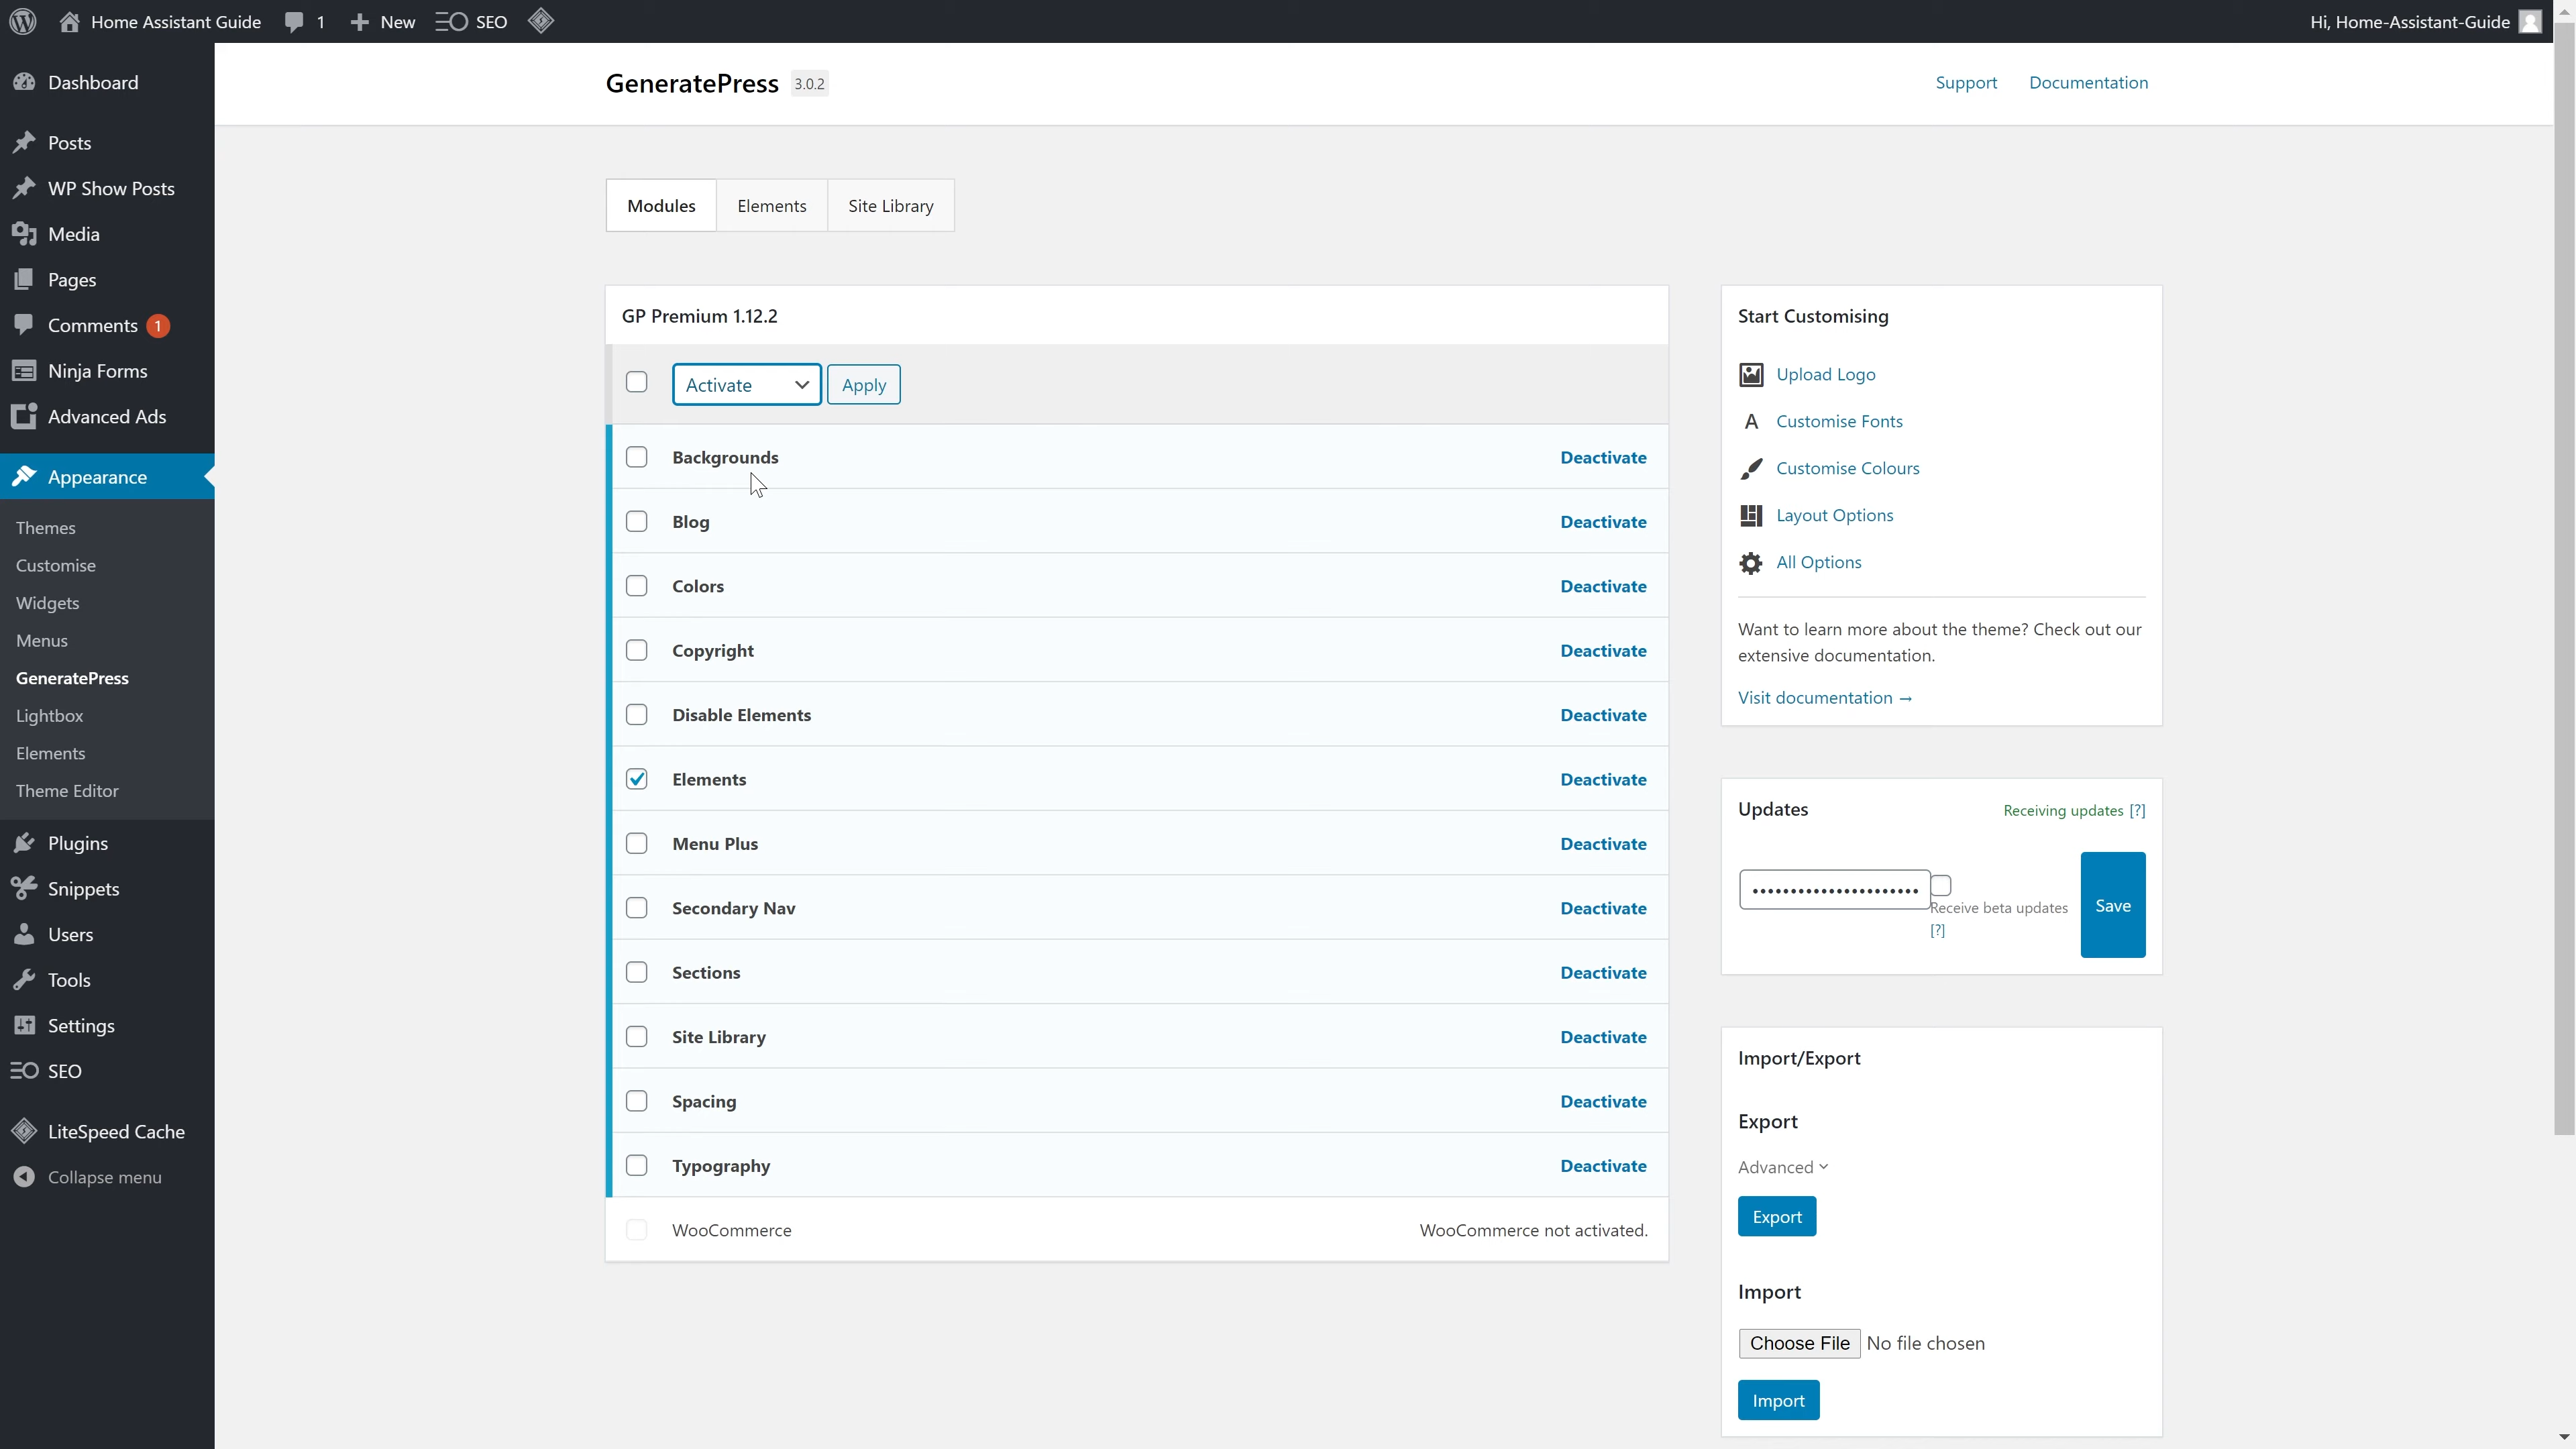 Home Assistant Guide 1 New SEO Hi, Home-Assistant-Guide
Dashboard
Posts
WP Show Posts
Media
Pages
Comments 1
Ninja Forms
Advanced Ads
Appearance
Themes
Customise
Widgets
Menus
GeneratePress
Lightbox
Elements
Theme Editor
Plugins
Snippets
Users
Tools
Settings
SEO
LiteSpeed Cache
Collapse menu
GeneratePress 3.0.2
Support Documentation
Modules Elements Site Library
GP Premium 1.12.2
Activate Apply
Backgrounds Deactivate
Blog Deactivate
Colors Deactivate
Copyright Deactivate
Disable Elements Deactivate
Elements Deactivate
Menu Plus Deactivate
Secondary Nav Deactivate
Sections Deactivate
Site Library Deactivate
Spacing Deactivate
Typography Deactivate
WooCommerce WooCommerce not activated.
Start Customising
Upload Logo
Customise Fonts
Customise Colours
Layout Options
All Options
Want to learn more about the theme? Check out our
extensive documentation.
Visit documentation →
Updates Receiving updates [?]
Receive beta updates
[?]
Save
Import/Export
Export
Advanced
Export
Import
Choose File No file chosen
Import